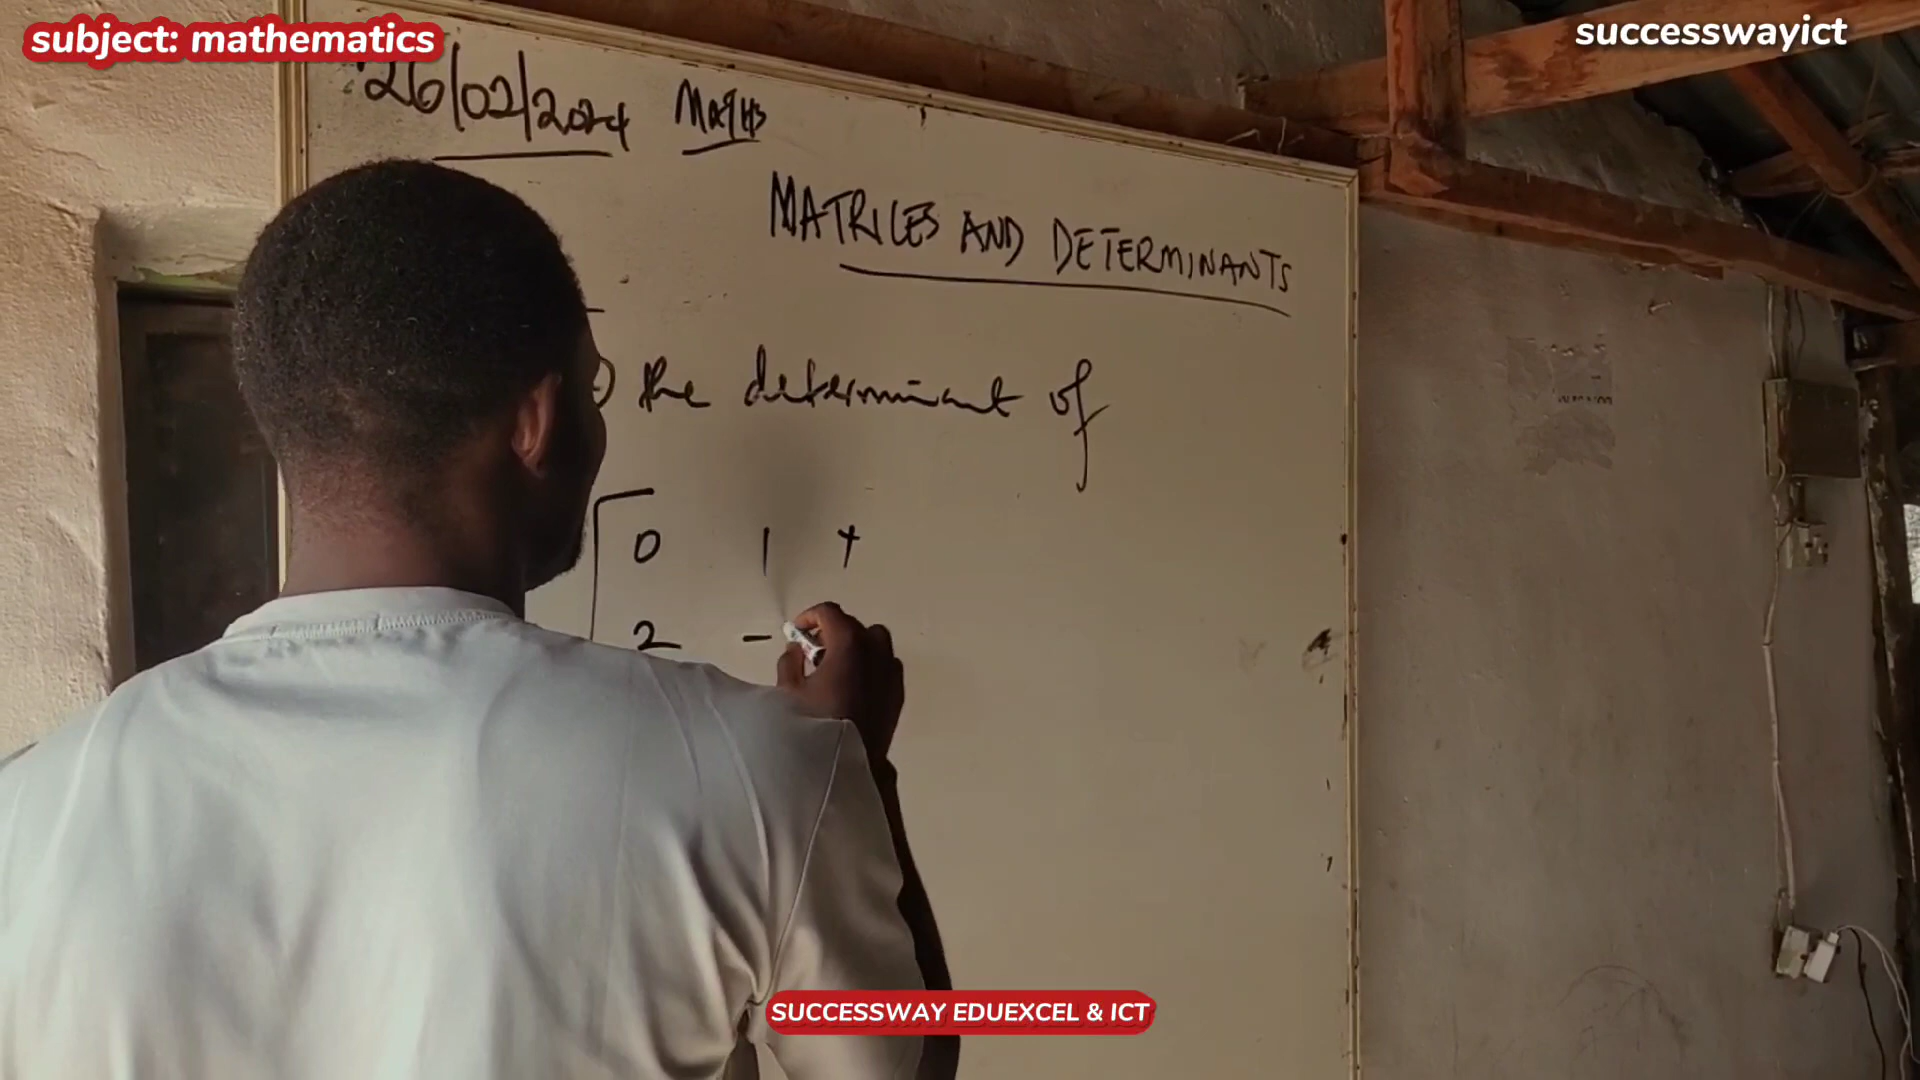 subject: mathematics
successwayict
26/02/2024 Maths
MATRICES AND DETERMINANTS
the determinant of
0 1 x
2 -
SUCCESSWAY EDUEXCEL & ICT